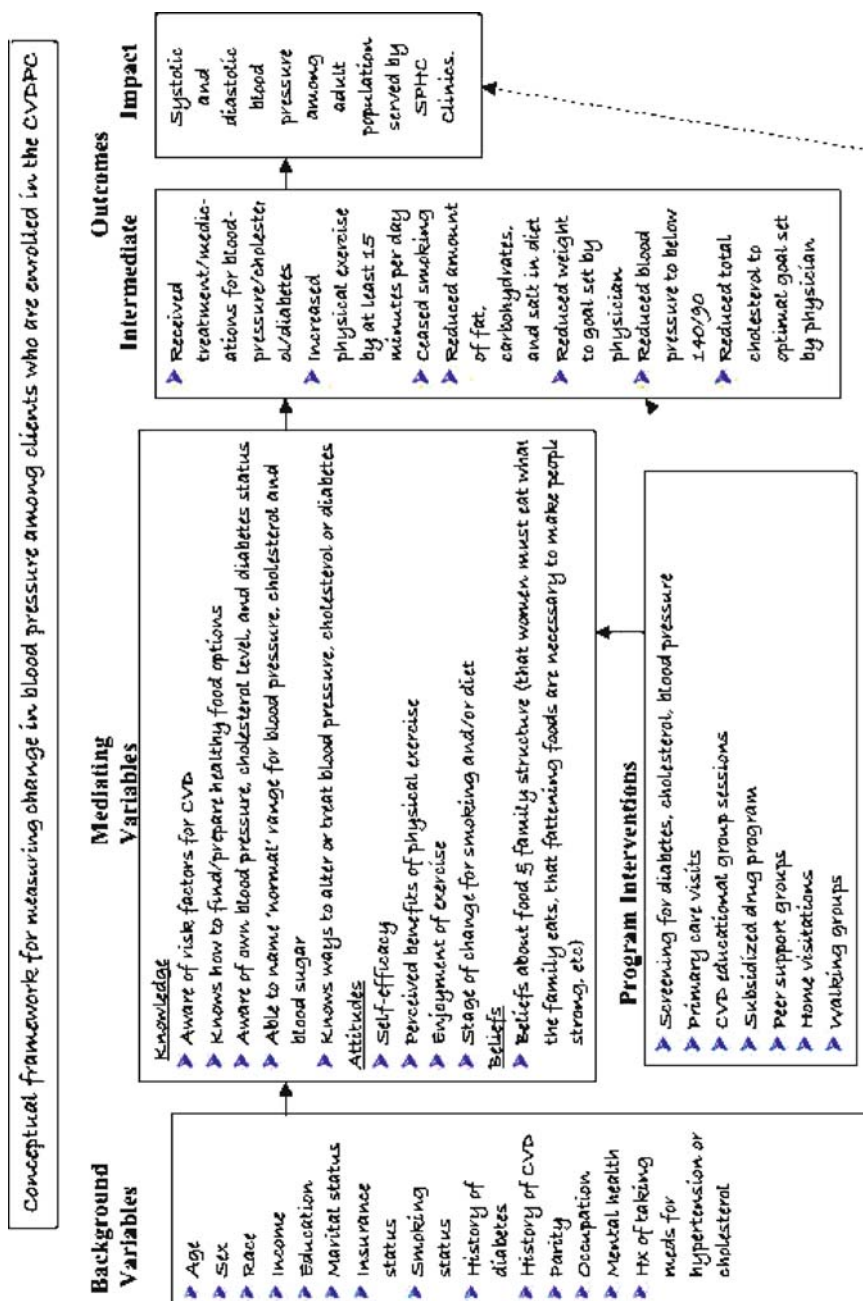 Conceptual framework for measuring change in blood pressure among clients who are enrolled in the CVDPC
Background
Variables
Age
Sex
Race
Income
Education
Marital status
Insurance
status
Smoking
status
History of
diabetes
History of CVD
Parity
Occupation
Mental health
Hx of taking
meds for
hypertension or
cholesterol
Mediating
Variables
Knowledge
Aware of risk factors for CVD
Knows how to find/prepare healthy food options
Aware of own blood pressure, cholesterol level, and diabetes status
Able to name 'normal' range for blood pressure, cholesterol and
blood sugar
Knows ways to alter or treat blood pressure, cholesterol or diabetes
Attitudes
Self-efficacy
Perceived benefits of physical exercise
Enjoyment of exercise
Stage of change for smoking and/or diet
Beliefs
Beliefs about food & family structure (that women must eat what
the family eats, that fattening foods are necessary to make people
strong, etc)
Program Interventions
Screening for diabetes, cholesterol, blood pressure
Primary care visits
CVD educational group sessions
Subsidized drug program
Peer support groups
Home visitations
Walking groups
Outcomes
Intermediate
Received
treatment/medic-
ations for blood-
pressure/cholester
ol/diabetes
Increased
physical exercise
by at least 15
minutes per day
Ceased smoking
Reduced amount
of fat,
carbohydrates,
and salt in diet
Reduced weight
to goal set by
physician
Reduced blood
pressure to below
140/90
Reduced total
cholesterol to
optimal goal set
by physician
Impact
Systolic
and
diastolic
blood
pressure
among
adult
population
served by
SPHC
clinics.